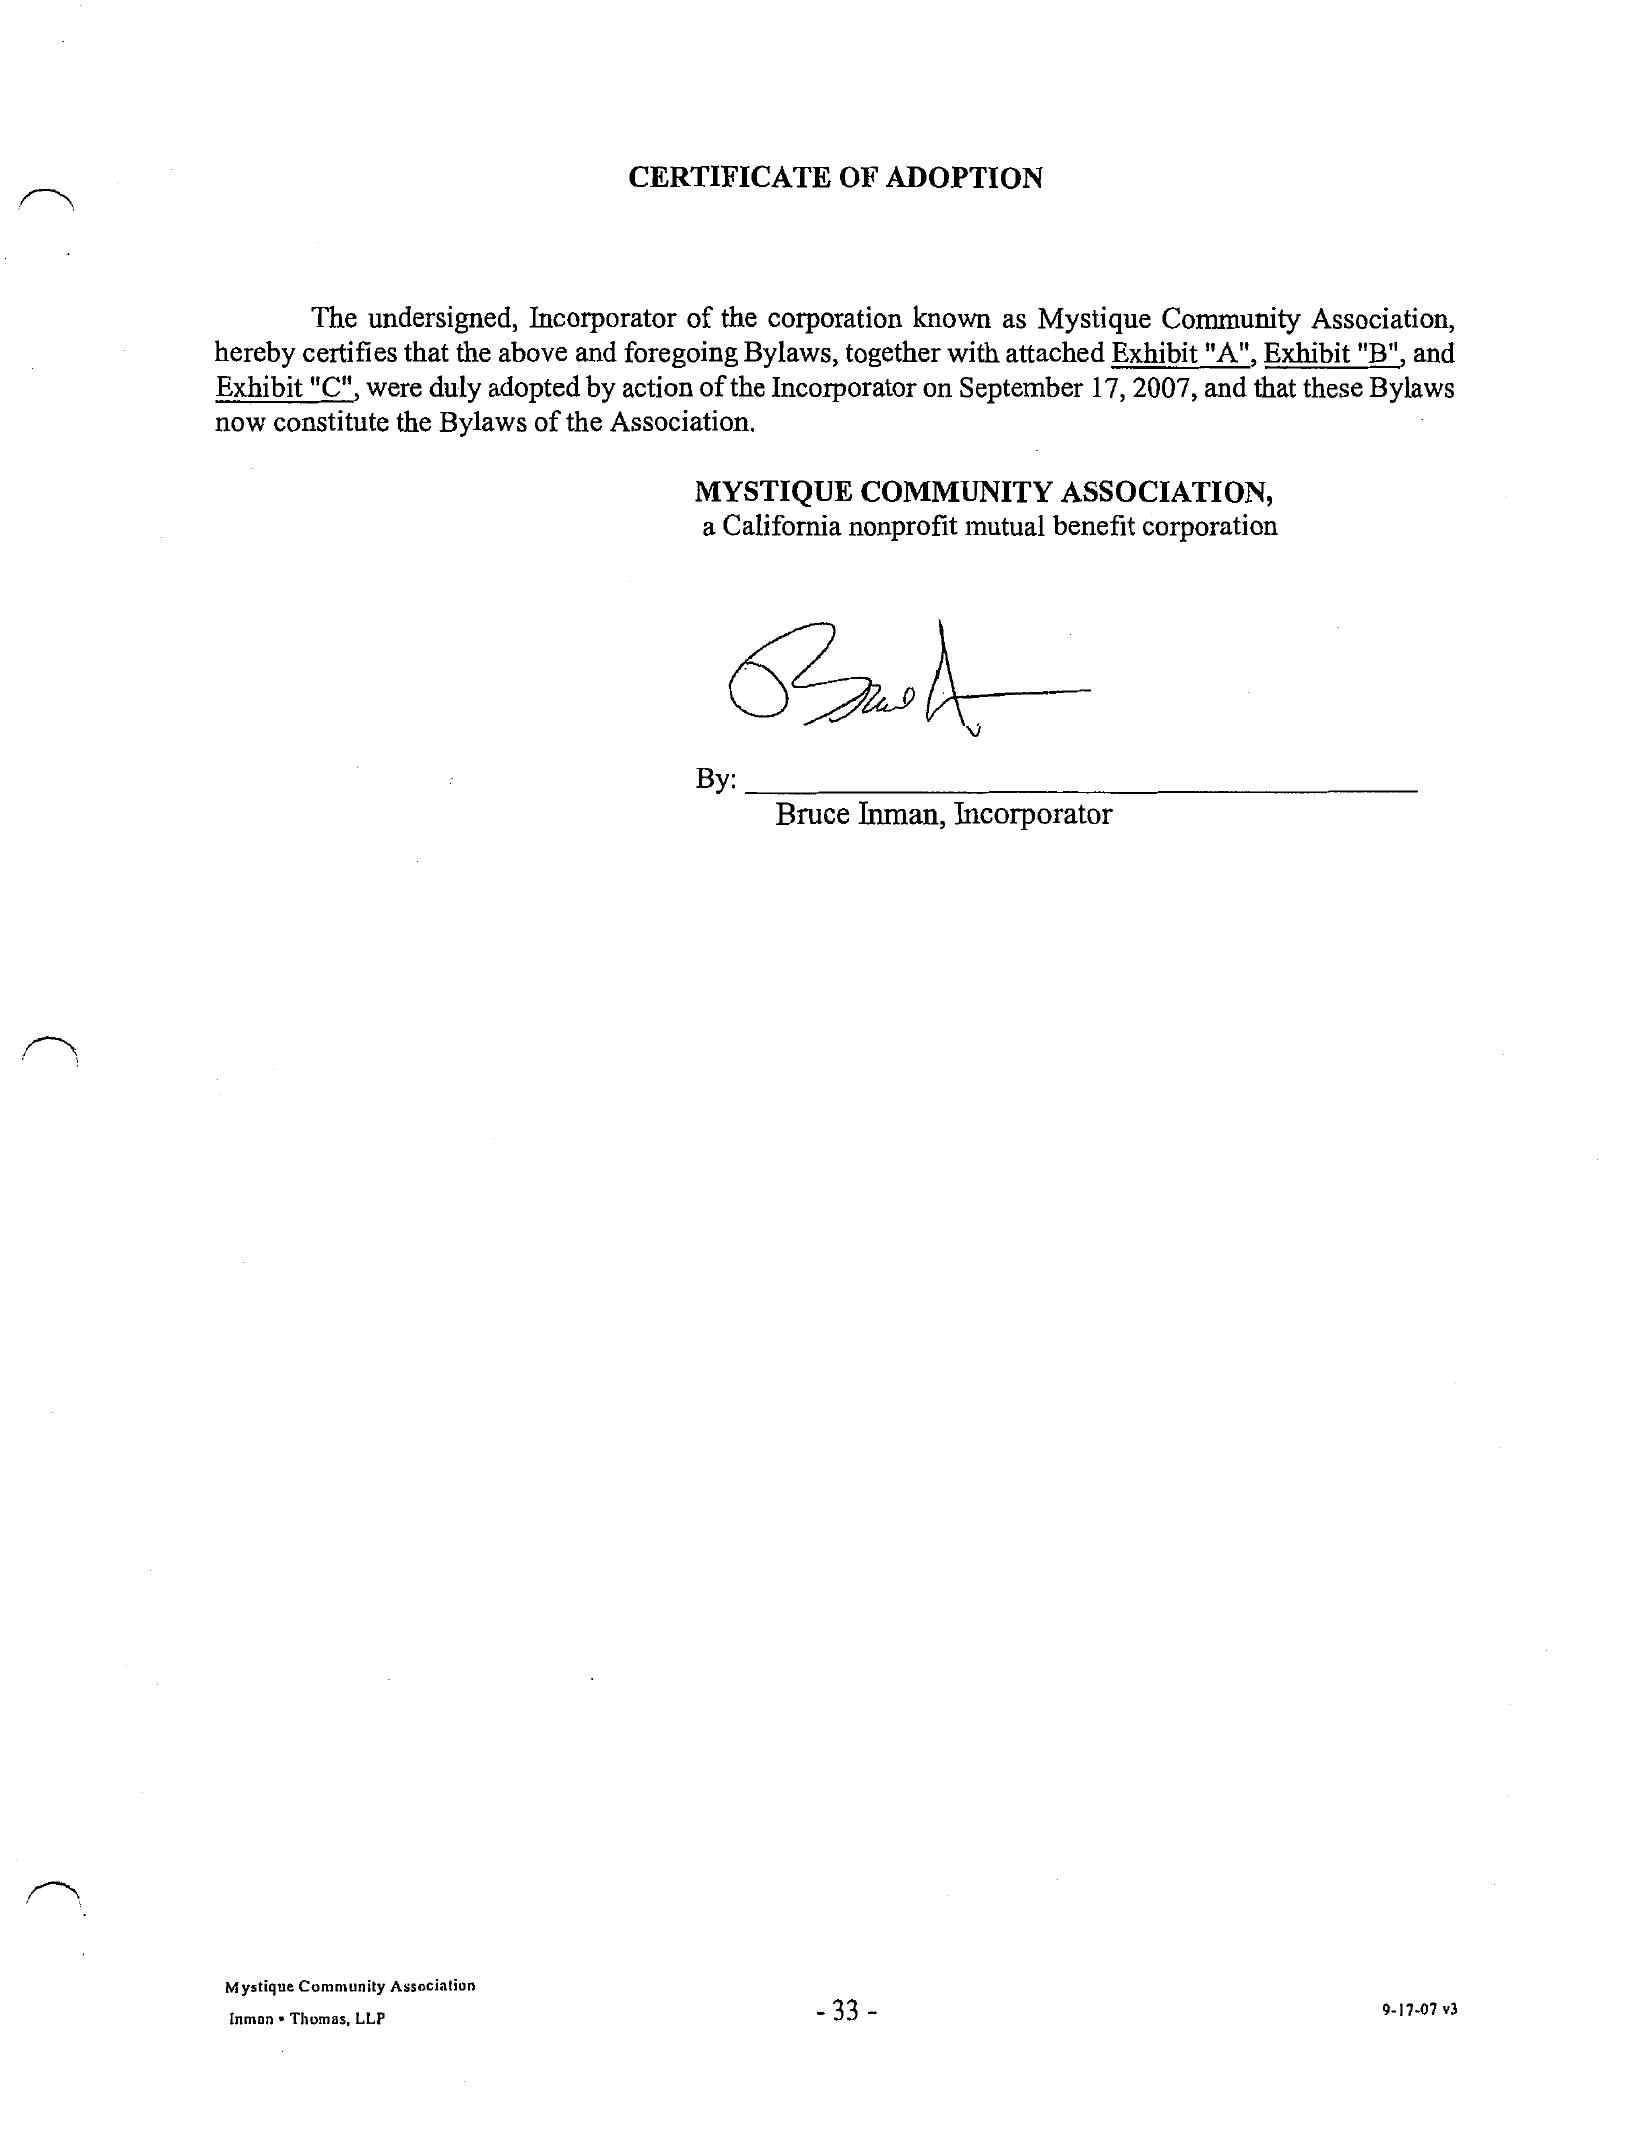 CERTIFICATE OF ADOPTION
The undersigned, Incorporator of the corporation known as Mystique Community Association,
hereby certifies that the above and foregoing Bylaws, together with attached Exhibit "A", Exhibit "B", and
Exhibit "C", were duly adopted by action of the Incorporator on September 17, 2007, and that these Bylaws
now constitute the Bylaws of the Association.
MYSTIQUE COMMUNITY ASSOCIATION,
a California nonprofit mutual benefit corporation
By:
Bruce Inman, Incorporator
Mystique Community Association
Inman • Thomas, LLP
- 33 -
9-17-07 v3